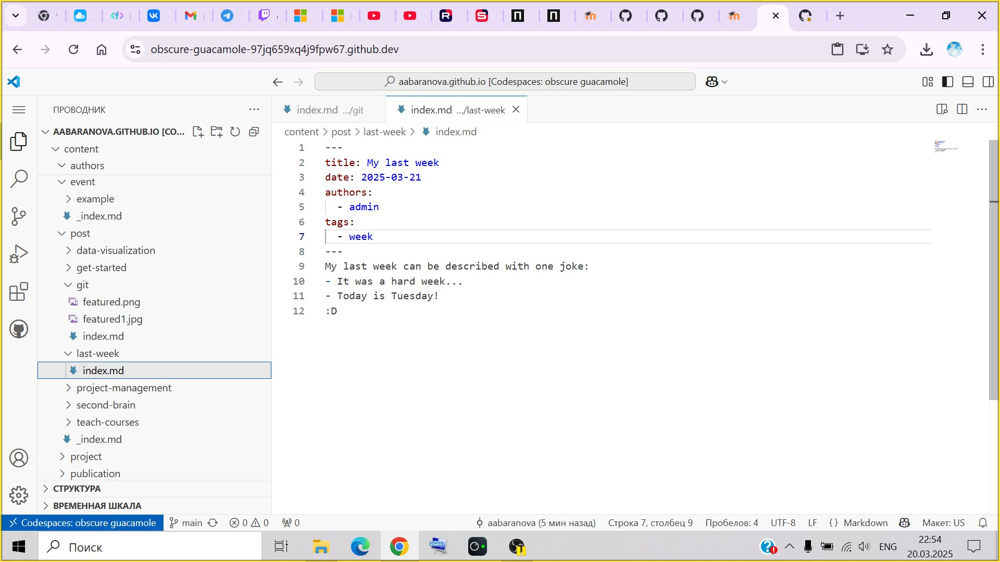 obscure-guacamole-97jq659xq4j9fpw67.github.dev
aabaranova.github.io [Codespaces: obscure guacamole]
ПРОВОДНИК
AABARANOVA.GITHUB.IO [CO...
content
authors
event
example
_index.md
post
data-visualization
get-started
git
featured.png
featured1.jpg
index.md
last-week
index.md
project-management
second-brain
teach-courses
_index.md
project
publication
СТРУКТУРА
ВРЕМЕННАЯ ШКАЛА
index.md .../git
index.md .../last-week
content > post > last-week > index.md
1 ---
2 title: My last week
3 date: 2025-03-21
4 authors:
5 - admin
6 tags:
7 - week
8 ---
9 My last week can be described with one joke:
10 - It was a hard week...
11 - Today is Tuesday!
12 :D
Codespaces: obscure guacamole main 0 0 0 aabaranova (5 мин назад) Строка 7, столбец 9 Пробелов: 4 UTF-8 LF {} Markdown Макет: US
Поиск
ENG
22:54
20.03.2025